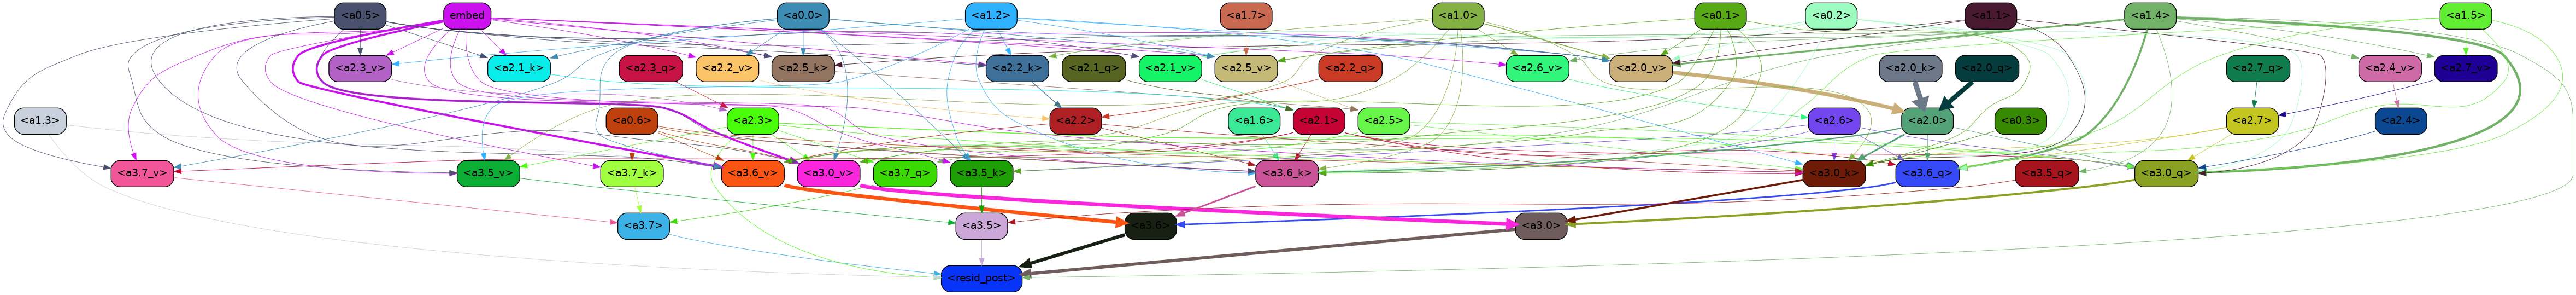 <a0.5> embed <a0.0> <a1.2> <a1.7> <a1.0> <a0.1> <a0.2> <a1.1> <a1.4> <a1.5>
<a2.3_v> <a2.1_k> <a2.3_q> <a2.2_v> <a2.5_k> <a2.2_k> <a2.1_q> <a2.1_v> <a2.5_v> <a2.2_q> <a2.6_v> <a2.0_v> <a2.0_k> <a2.0_q> <a2.7_q> <a2.4_v> <a2.7_v>
<a1.3> <a0.6> <a2.3> <a2.2> <a1.6> <a2.1> <a2.5> <a2.6> <a2.0> <a0.3> <a2.7> <a2.4>
<a3.7_v> <a3.5_v> <a3.7_k> <a3.6_v> <a3.0_v> <a3.7_q> <a3.5_k> <a3.6_k> <a3.0_k> <a3.6_q> <a3.5_q> <a3.0_q>
<a3.7> <a3.5> <a3.6> <a3.0>
<resid_post>